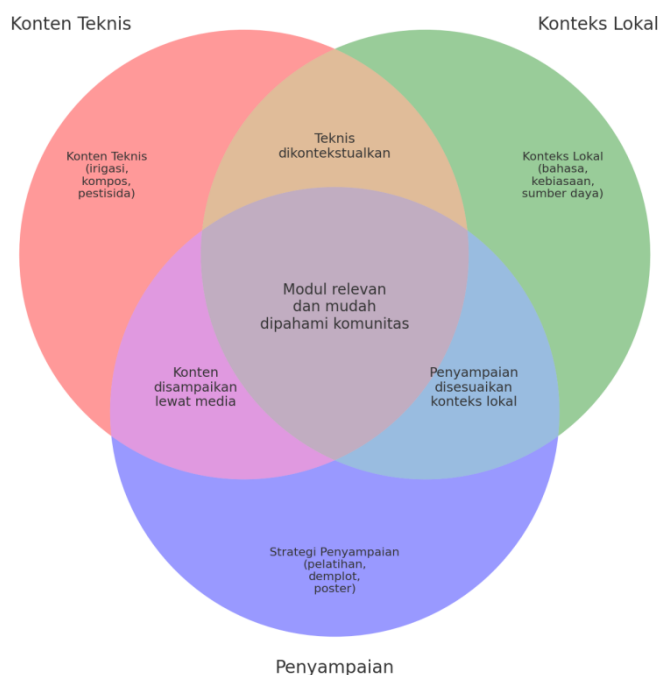 Konten Teknis
Konteks Lokal
Teknis
dikontekstualkan
Konten Teknis
(irigasi,
kompos,
pestisida)
Konteks Lokal
(bahasa,
kebiasaan,
sumber daya)
Modul relevan
dan mudah
dipahami komunitas
Konten
disampaikan
lewat media
Penyampaian
disesuaikan
konteks lokal
Strategi Penyampaian
(pelatihan,
demplot,
poster)
Penyampaian